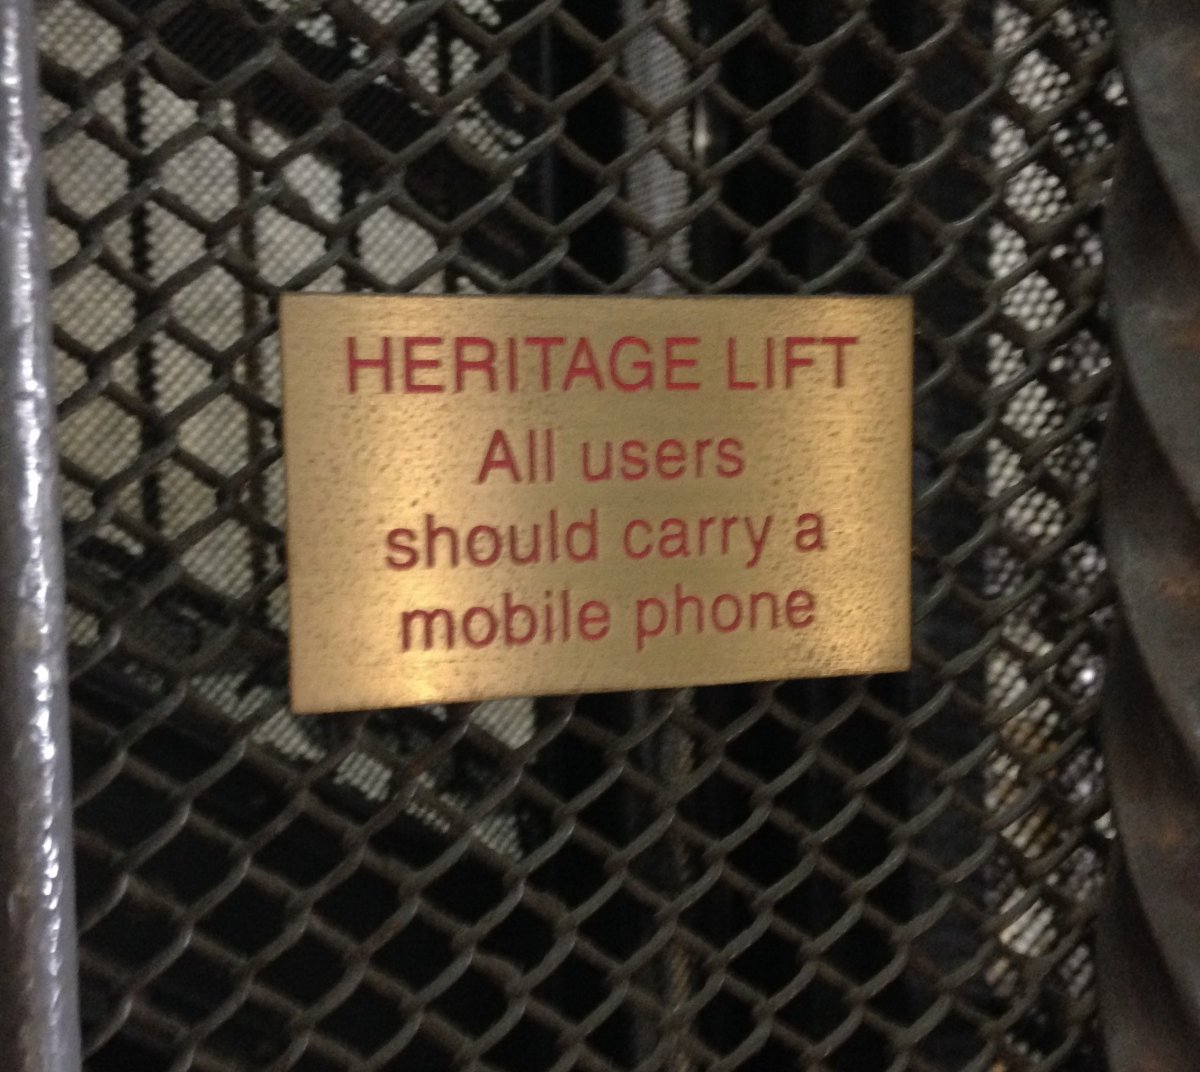 HERITAGE LIFT
All users
should carry a
mobile phone